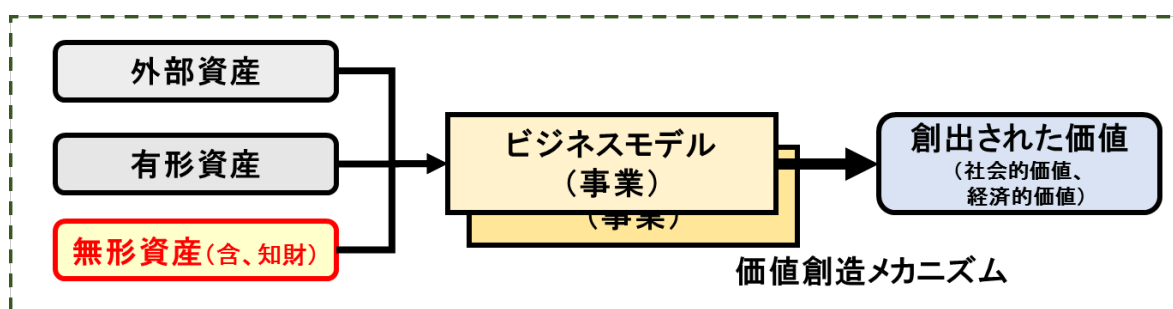 外部資産
有形資産
無形資産(含、知財)
ビジネスモデル
(事業)
(事業)
創出された価値
(社会的価値、
経済的価値)
価値創造メカニズム